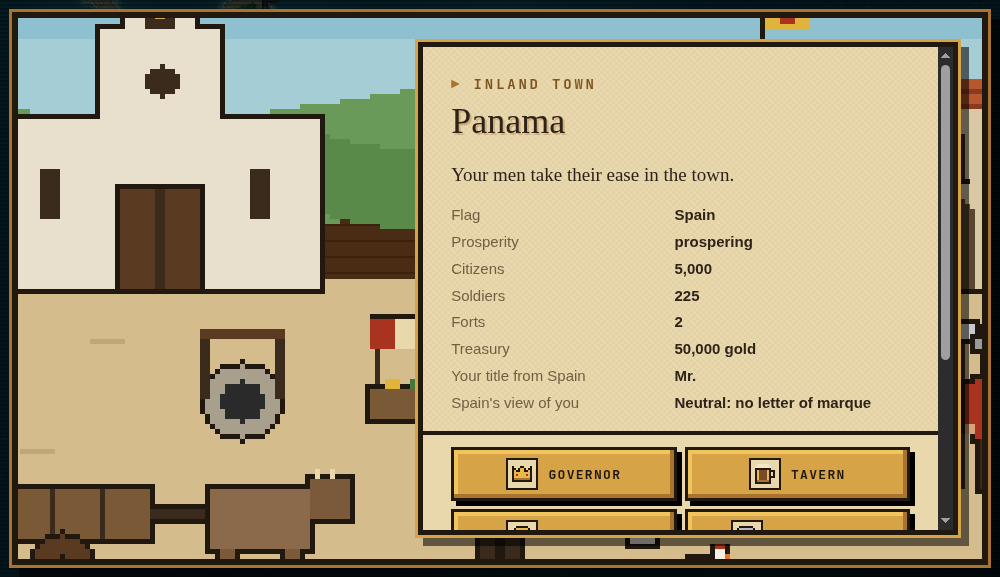 INLAND TOWN
Panama
Your men take their ease in the town.
Flag Spain
Prosperity prospering
Citizens 5,000
Soldiers 225
Forts 2
Treasury 50,000 gold
Your title from Spain Mr.
Spain's view of you Neutral: no letter of marque
GOVERNOR TAVERN